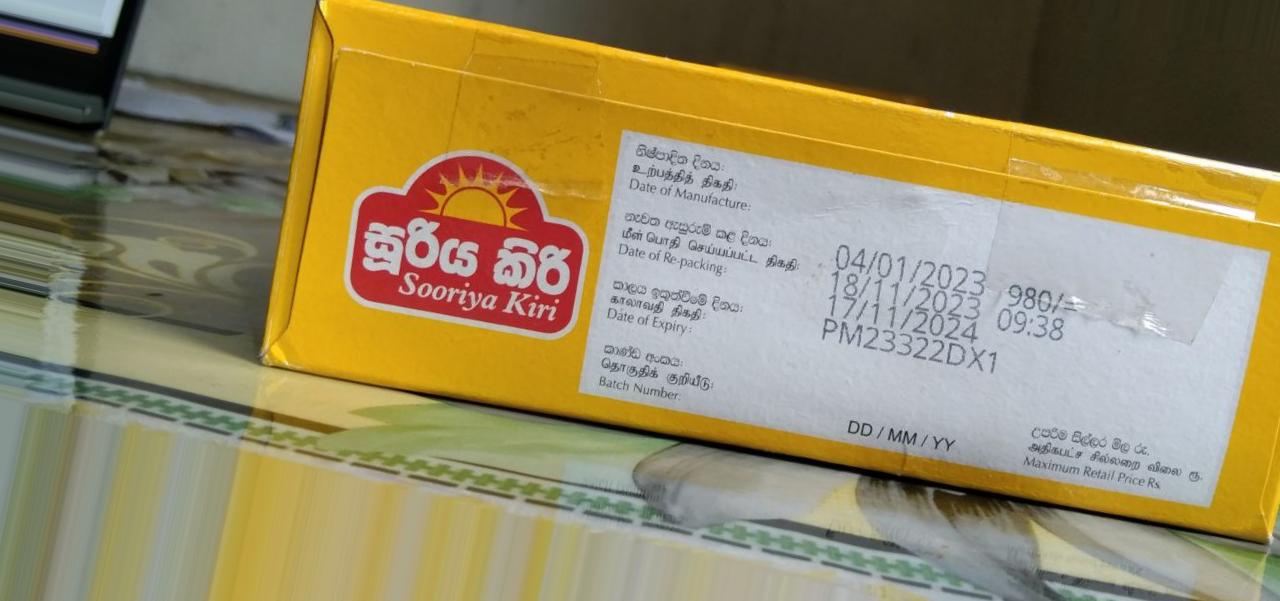 සූරිය කිරි
Sooriya Kiri
නිෂ්පාදිත දිනය:
உற்பத்தித் திகதி:
Date of Manufacture:
නැවත ඇසුරුම් කළ දිනය:
மீள் பொதி செய்யப்பட்ட திகதி:
Date of Re-packing:
කාලය ඉකුත්වීමේ දිනය:
காலாவதி திகதி:
Date of Expiry:
කාණ්ඩ අංකය:
தொகுதிக் குறியீடு:
Batch Number:
04/01/2023 980/=
18/11/2023
17/11/2024 09:38
PM23322DX1
DD / MM / YY
උපරිම සිල්ලර මිල රු.
அதிகபட்ச சில்லறை விலை ரூ.
Maximum Retail Price Rs.